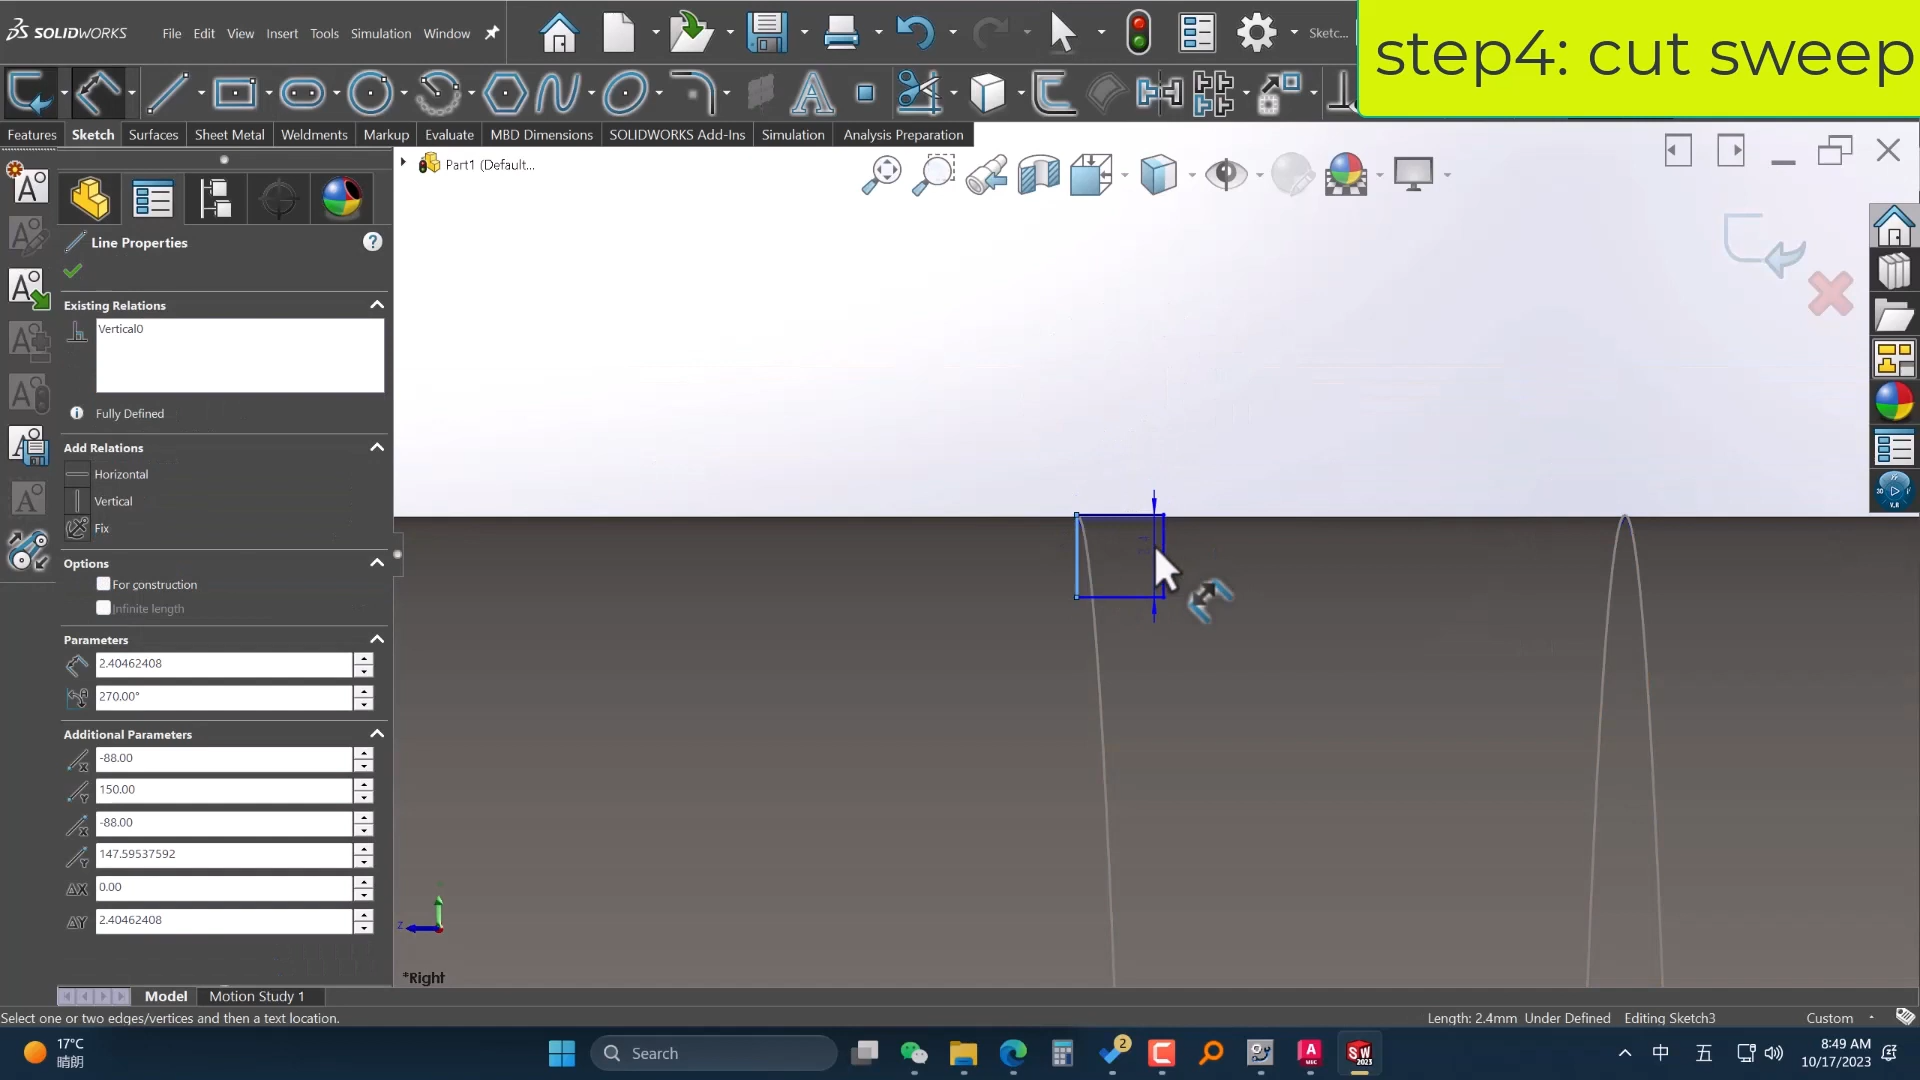 SOLIDWORKS
File Edit View Insert Tools Simulation Window
Sketc...
step4: cut sweep
Features Sketch Surfaces Sheet Metal Weldments Markup Evaluate MBD Dimensions SOLIDWORKS Add-Ins Simulation Analysis Preparation
Part1 (Default...
Line Properties
?
Existing Relations
Vertical0
Fully Defined
Add Relations
Horizontal
Vertical
Fix
Options
For construction
Infinite length
Parameters
2.40462408
270.00°
Additional Parameters
-88.00
150.00
-88.00
147.59537592
0.00
2.40462408
*Right
Model Motion Study 1
Select one or two edges/vertices and then a text location.
Length: 2.4mm Under Defined Editing Sketch3 Custom
17°C
晴朗
Search
2
中
五
8:49 AM
10/17/2023